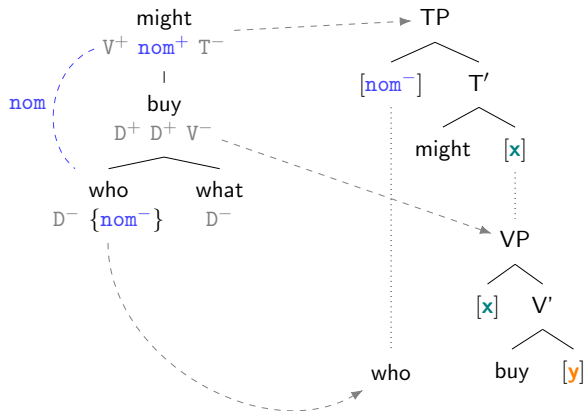 might
V⁺ nom⁺ T⁻
nom
buy
D⁺ D⁺ V⁻
who what
D⁻ {nom⁻} D⁻
TP
[nom⁻] T′
might [x]
VP
[x] V'
who buy [y]